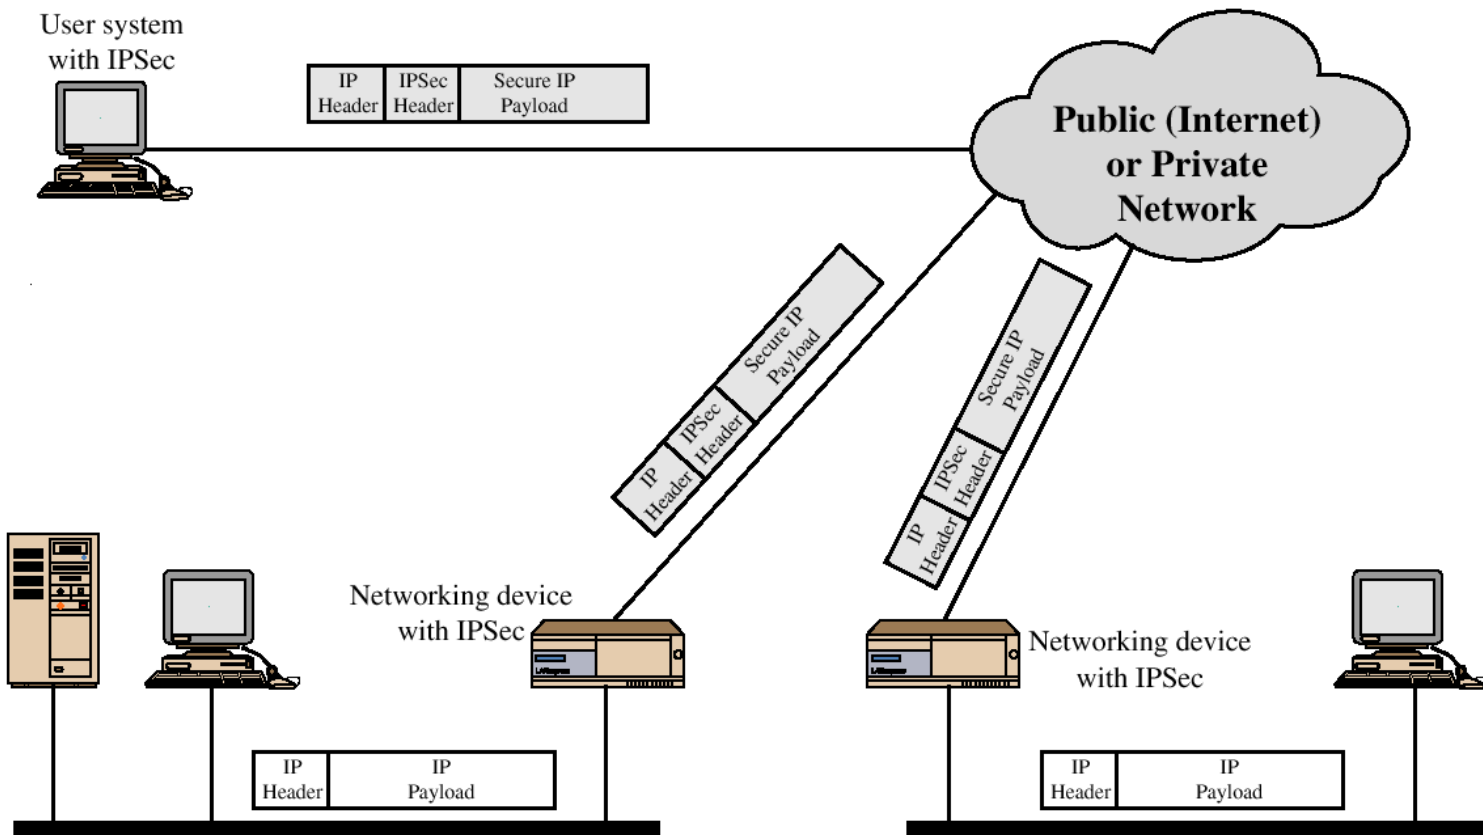 User system
with IPSec
IP
Header
IPSec
Header
Secure IP
Payload
Public (Internet)
or Private
Network
IP
Header
IPSec
Header
Secure IP
Payload
IP
Header
IPSec
Header
Secure IP
Payload
Networking device
with IPSec
Networking device
with IPSec
IP
Header
IP
Payload
IP
Header
IP
Payload